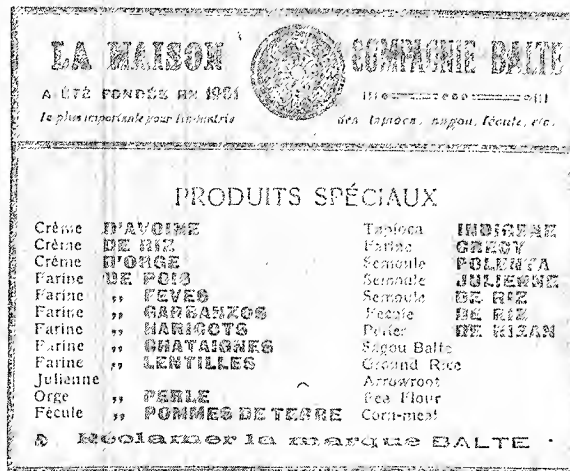 LA MAISON COMPAGNIE BALTE
A ÉTÉ FONDÉE EN 1901
la plus importante pour l'industrie des tapioca, sagou, fécule, etc.
PRODUITS SPÉCIAUX
Crème D'AVOINE
Crème DE RIZ
Crème D'ORGE
Farine DE POIS
Farine ,, FEVES
Farine ,, GARBANZOS
Farine ,, HARICOTS
Farine ,, CHATAIGNES
Farine ,, LENTILLES
Julienne
Orge ,, PERLE
Fécule ,, POMMES DE TERRE
Tapioca INDIGENE
Farine CRECY
Semoule POLENTA
Semoule JULIENNE
Semoule DE RIZ
Fécule DE RIZ
DE NIZAN
Sagou Balte
Ground Rice
Arrowroot
Pea Flour
Corn-meal
Réclamer la marque BALTE